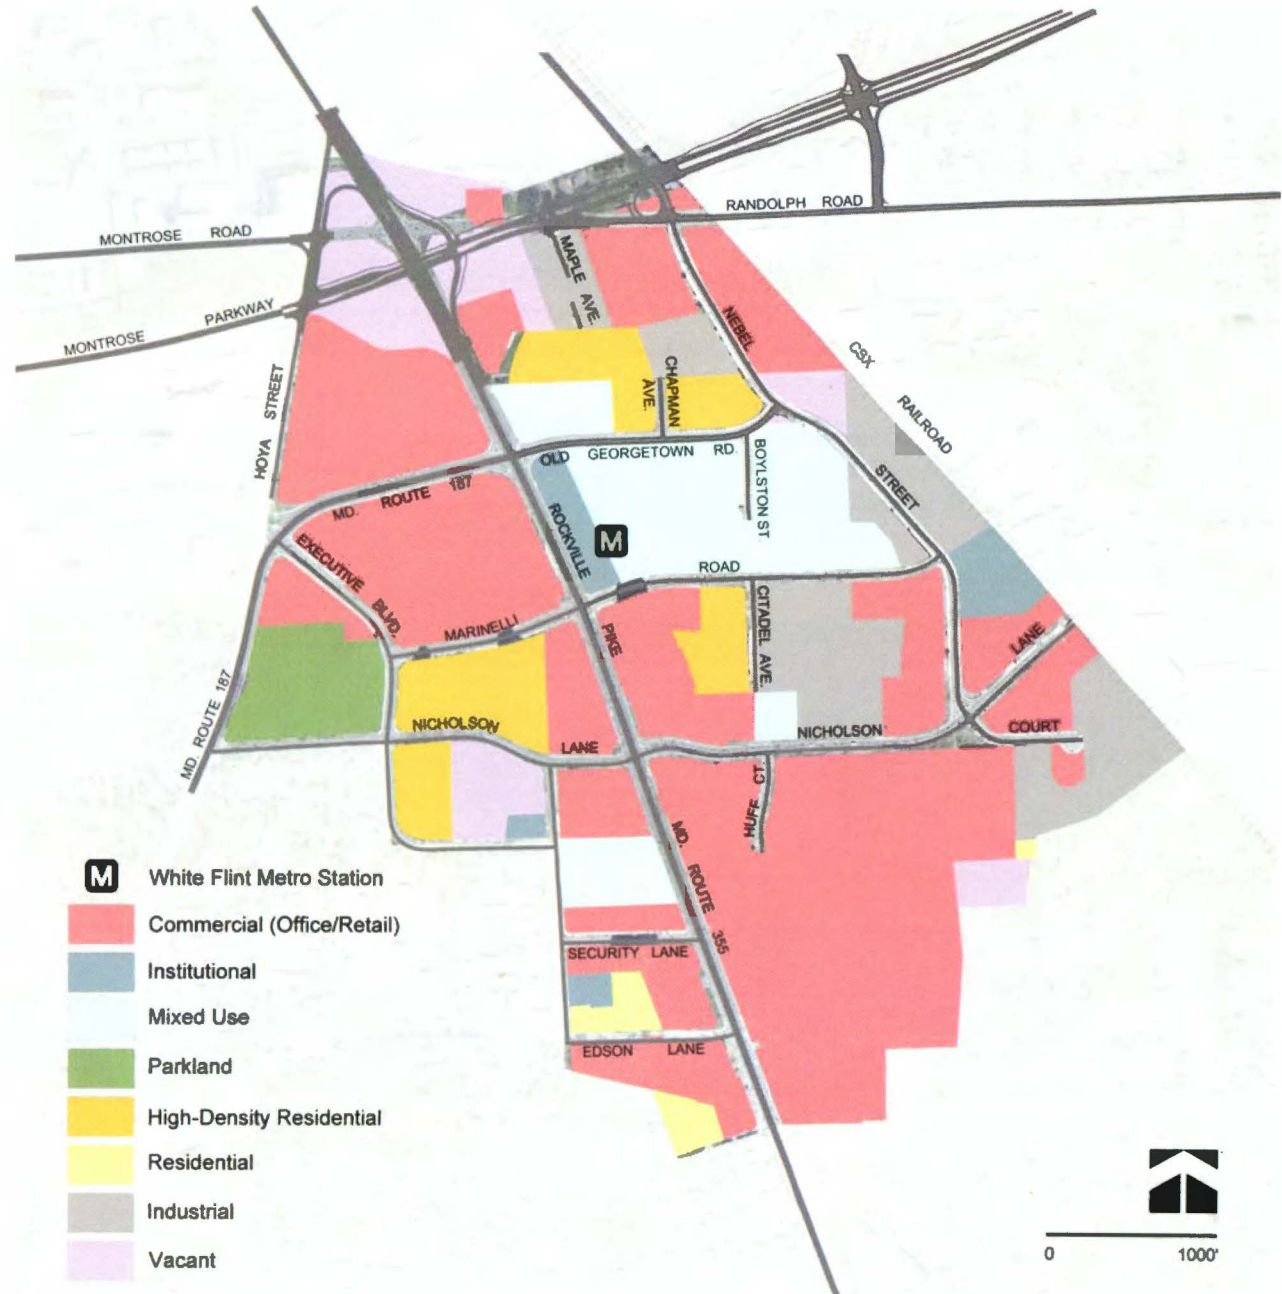 RANDOLPH ROAD
MONTROSE ROAD
MAPLE AVE.
MONTROSE PARKWAY
NEBEL
CSX RAILROAD
HOYA STREET
CHAPMAN AVE.
OLD GEORGETOWN RD.
BOYLSTON ST.
STREET
MD. ROUTE 187
ROCKVILLE
M
ROAD
EXECUTIVE BLVD.
MARINELLI
PIKE
CITADEL AVE.
LANE
MD. ROUTE 187
NICHOLSON
LANE
NICHOLSON
COURT
HUFF CT
MD. ROUTE 355
SECURITY LANE
EDSON LANE
M White Flint Metro Station
Commercial (Office/Retail)
Institutional
Mixed Use
Parkland
High-Density Residential
Residential
Industrial
Vacant
0 1000'